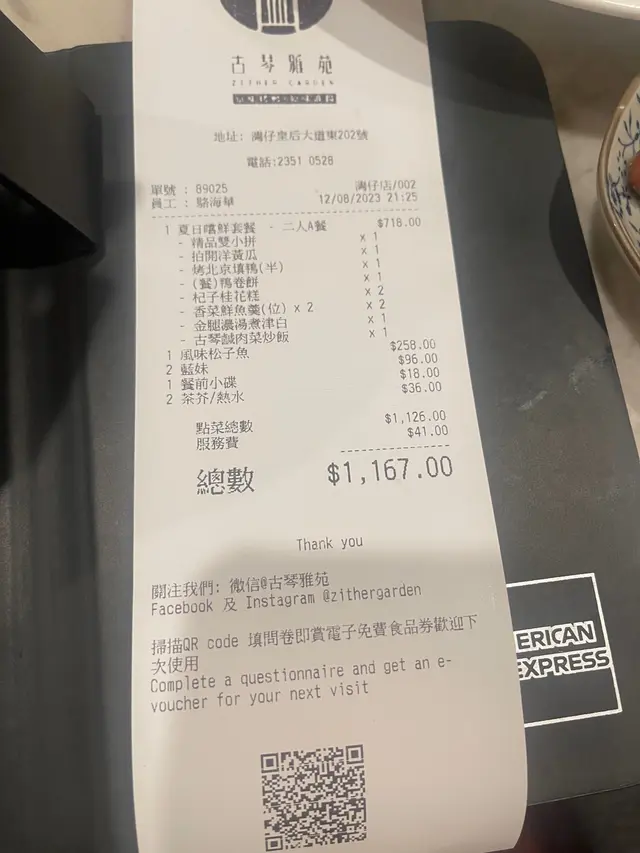 古琴雅苑
ZITHER GARDEN
地址: 灣仔皇后大道東202號
電話:2351 0528
單號 : 89025 灣仔店/002
員工 : 駱海華 12/08/2023 21:25
1 夏日嚐鮮套餐 - 二人A餐 $718.00
- 精品雙小拼 x 1
- 拍開洋黃瓜 x 1
- 烤北京填鴨(半) x 1
- (餐)鴨卷餅 x 1
- 杞子桂花糕 x 2
- 香菜鮮魚羹(位) x 2 x 2
- 金腿濃湯煮津白 x 1
- 古琴鹹肉菜炒飯 x 1
1 風味松子魚 $258.00
2 藍妹 $96.00
1 餐前小碟 $18.00
2 茶芥/熱水 $36.00
點菜總數 $1,126.00
服務費 $41.00
總數 $1,167.00
Thank you
關注我們: 微信@古琴雅苑
Facebook 及 Instagram @zithergarden
掃描QR code 填問卷即賞電子免費食品券歡迎下
次使用
Complete a questionnaire and get an e-
voucher for your next visit
ERICAN
EXPRESS